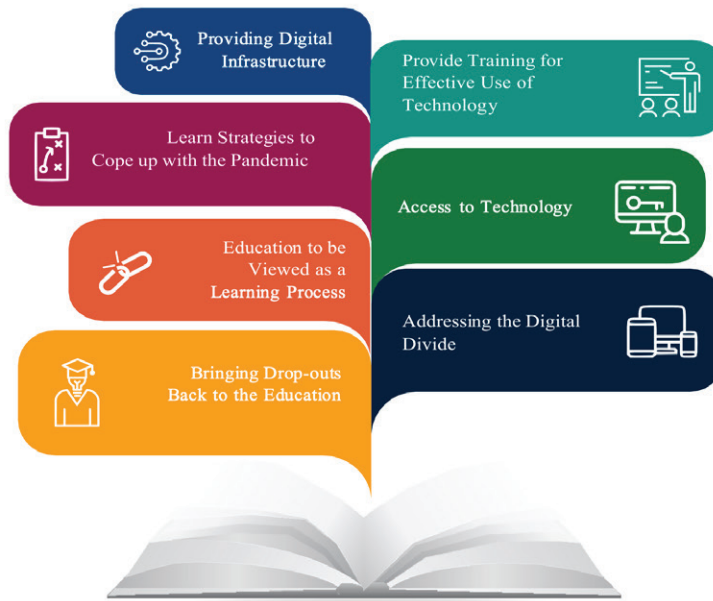 Providing Digital
Infrastructure
Provide Training for
Effective Use of
Technology
Learn Strategies to
Cope up with the Pandemic
Access to Technology
Education to be
Viewed as a
Learning Process
Addressing the Digital
Divide
Bringing Drop-outs
Back to the Education